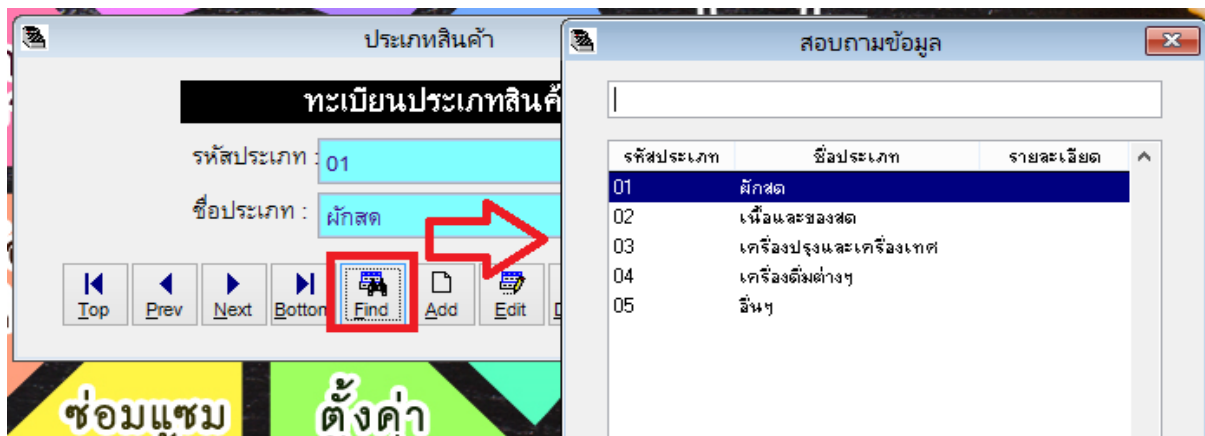 ประเภทสินค้า
ทะเบียนประเภทสินค้
รหัสประเภท : 01
ชื่อประเภท : ผักสด
Top Prev Next Bottom Find Add Edit
ซ่อมแซม ตั้งค่า
สอบถามข้อมูล
รหัสประเภท ชื่อประเภท รายละเอียด
01 ผักสด
02 เนื้อและของสด
03 เครื่องปรุงและเครื่องเทศ
04 เครื่องดื่มต่างๆ
05 อื่นๆ